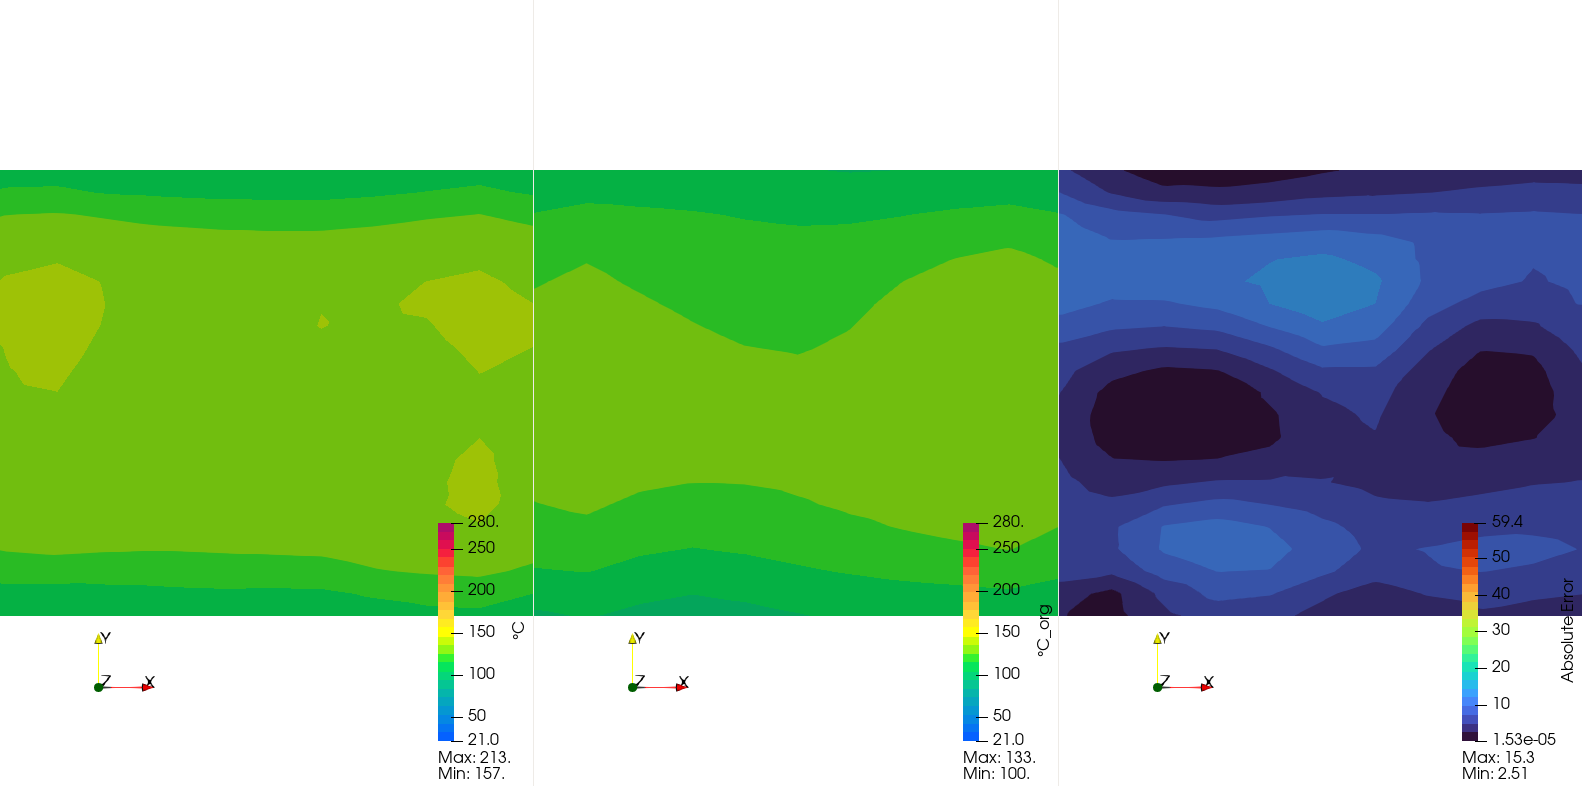 280.
250
200
150
100
50
21.0
°C
Max: 213.
Min: 157.
Y
Z
X
280.
250
200
150
100
50
21.0
°C_org
Max: 133.
Min: 100.
Y
Z
X
59.4
50
40
30
20
10
1.53e-05
Absolute Error
Max: 15.3
Min: 2.51
Y
Z
X